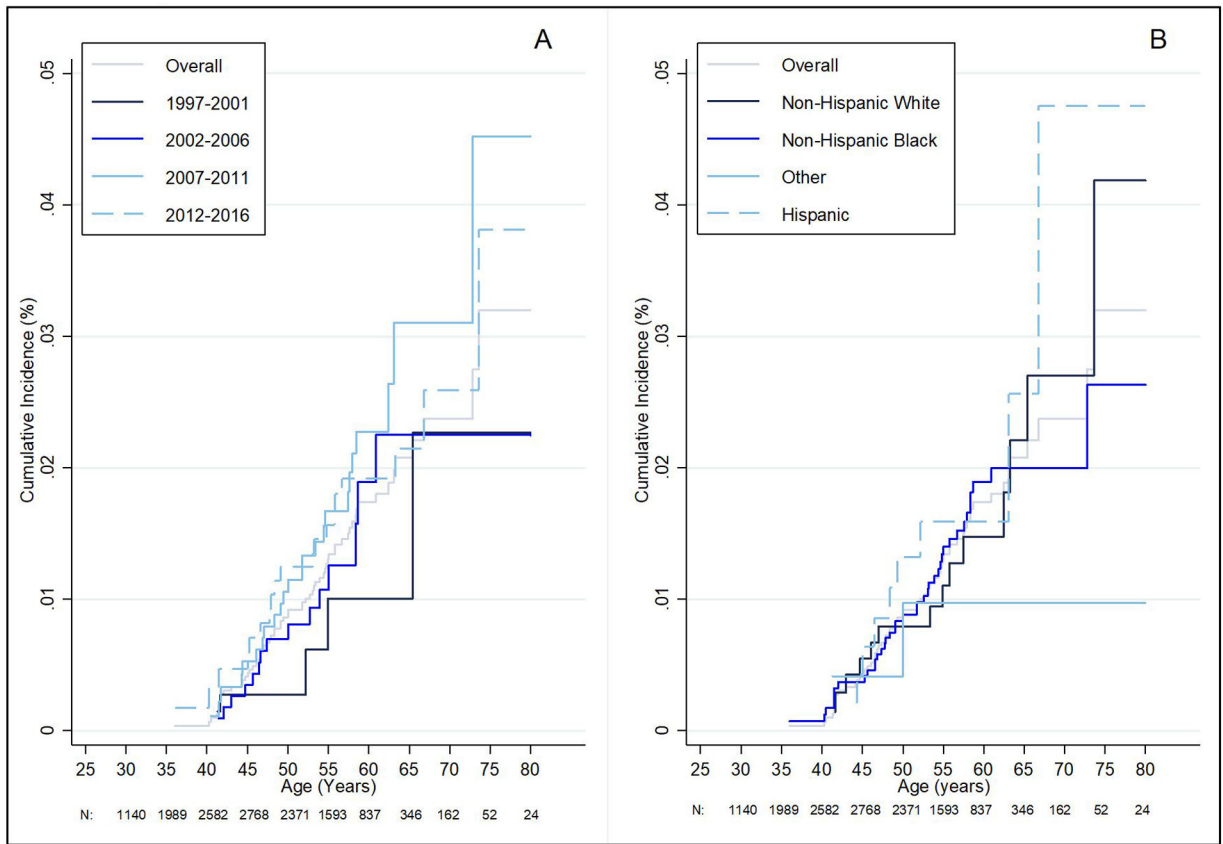 A
Overall
1997-2001
2002-2006
2007-2011
2012-2016
Cumulative Incidence (%)
.05
.04
.03
.02
.01
0
25 30 35 40 45 50 55 60 65 70 75 80
Age (Years)
N: 1140 1989 2582 2768 2371 1593 837 346 162 52 24
B
Overall
Non-Hispanic White
Non-Hispanic Black
Other
Hispanic
Cumulative Incidence (%)
.05
.04
.03
.02
.01
0
25 30 35 40 45 50 55 60 65 70 75 80
Age (years)
N: 1140 1989 2582 2768 2371 1593 837 346 162 52 24